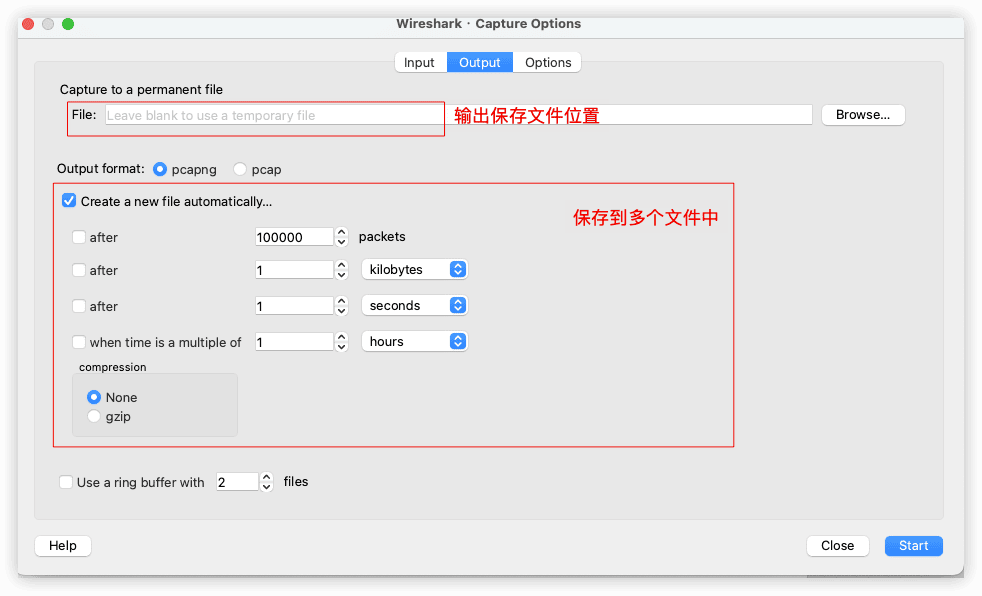 Wireshark · Capture Options
Input Output Options
Capture to a permanent file
File: Leave blank to use a temporary file 输出保存文件位置 Browse...
Output format: pcapng pcap
Create a new file automatically...
保存到多个文件中
after 100000 packets
after 1 kilobytes
after 1 seconds
when time is a multiple of 1 hours
compression
None
gzip
Use a ring buffer with 2 files
Help Close Start